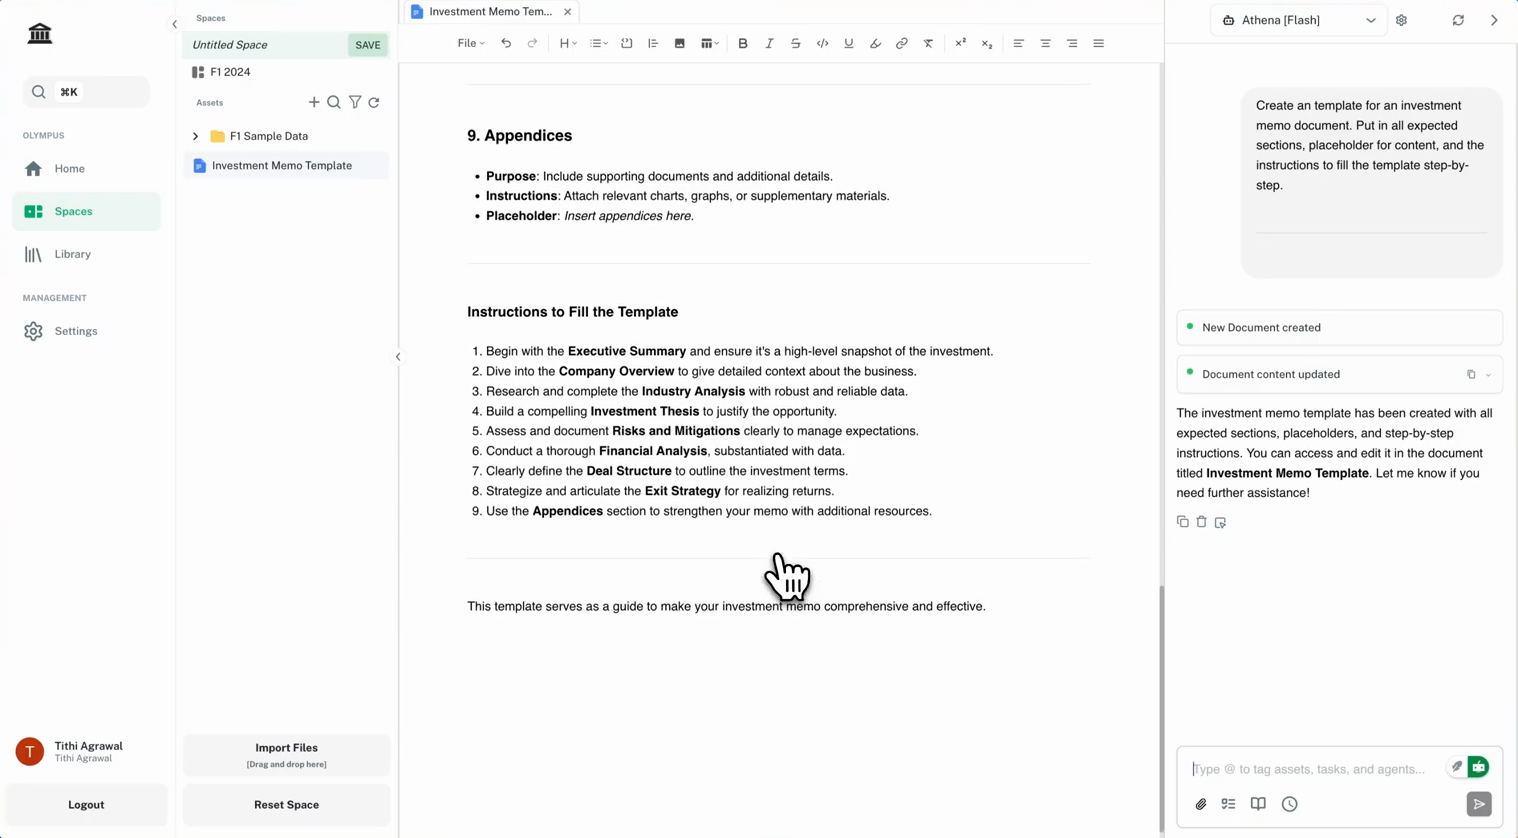 ⌘K
OLYMPUS
Home
Spaces
Library
MANAGEMENT
Settings
T
Tithi Agrawal
Tithi Agrawal
Logout
Spaces
Untitled Space
SAVE
F1 2024
Assets
F1 Sample Data
Investment Memo Template
Import Files
[Drag and drop here]
Reset Space
Investment Memo Tem...
File
H
B
9. Appendices
• Purpose: Include supporting documents and additional details.
• Instructions: Attach relevant charts, graphs, or supplementary materials.
• Placeholder: Insert appendices here.
Instructions to Fill the Template
1. Begin with the Executive Summary and ensure it's a high-level snapshot of the investment.
2. Dive into the Company Overview to give detailed context about the business.
3. Research and complete the Industry Analysis with robust and reliable data.
4. Build a compelling Investment Thesis to justify the opportunity.
5. Assess and document Risks and Mitigations clearly to manage expectations.
6. Conduct a thorough Financial Analysis, substantiated with data.
7. Clearly define the Deal Structure to outline the investment terms.
8. Strategize and articulate the Exit Strategy for realizing returns.
9. Use the Appendices section to strengthen your memo with additional resources.
This template serves as a guide to make your investment memo comprehensive and effective.
Athena [Flash]
Create an template for an investment
memo document. Put in all expected
sections, placeholder for content, and the
instructions to fill the template step-by-
step.
New Document created
Document content updated
The investment memo template has been created with all
expected sections, placeholders, and step-by-step
instructions. You can access and edit it in the document
titled Investment Memo Template. Let me know if you
need further assistance!
Type @ to tag assets, tasks, and agents...